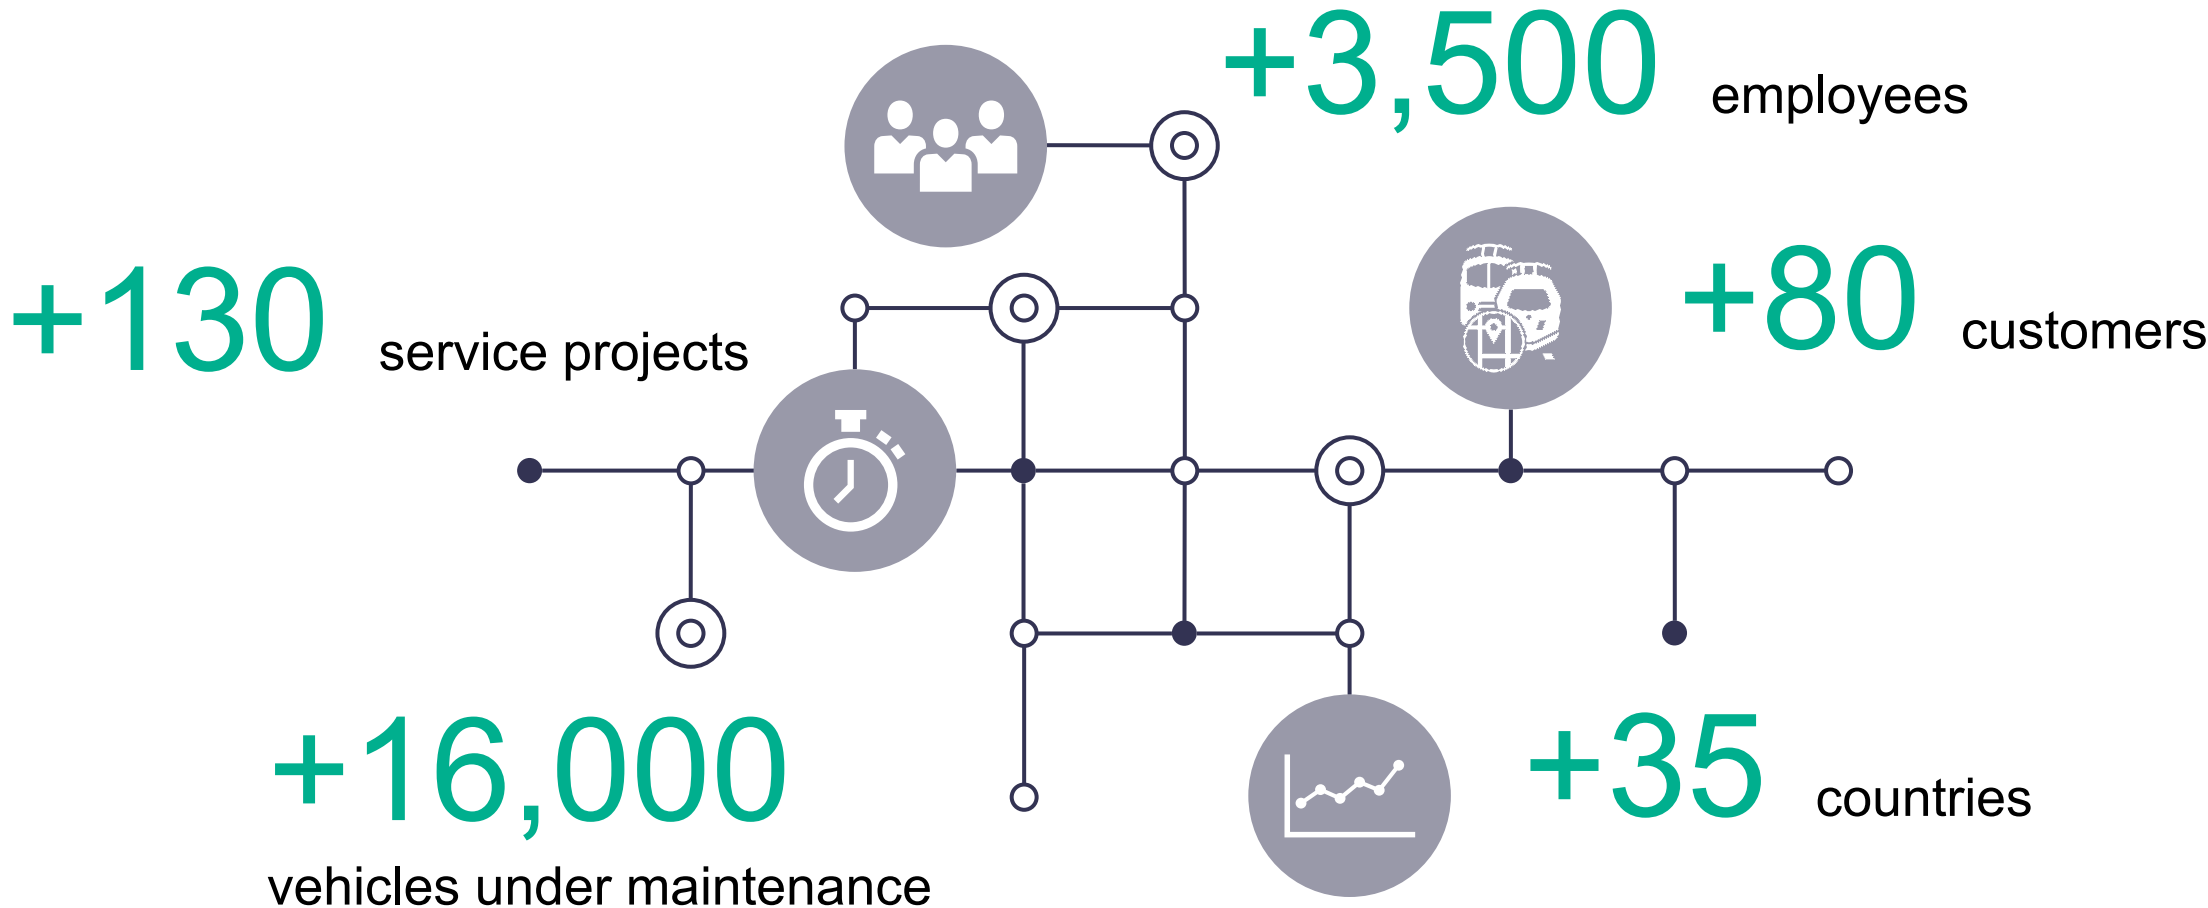 +3,500 employees
+130 service projects
+80 customers
+16,000
vehicles under maintenance
+35 countries